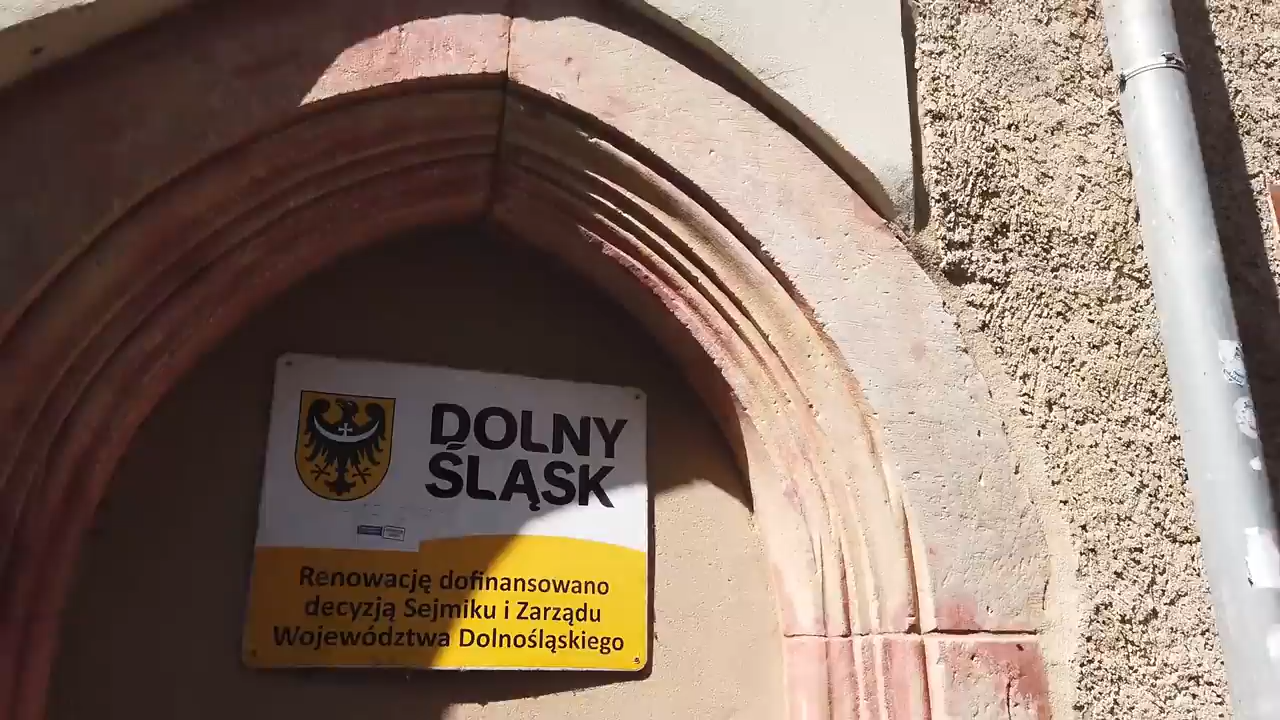 DOLNY
ŚLĄSK
Renowację dofinansowano
decyzją Sejmiku i Zarządu
Województwa Dolnośląskiego